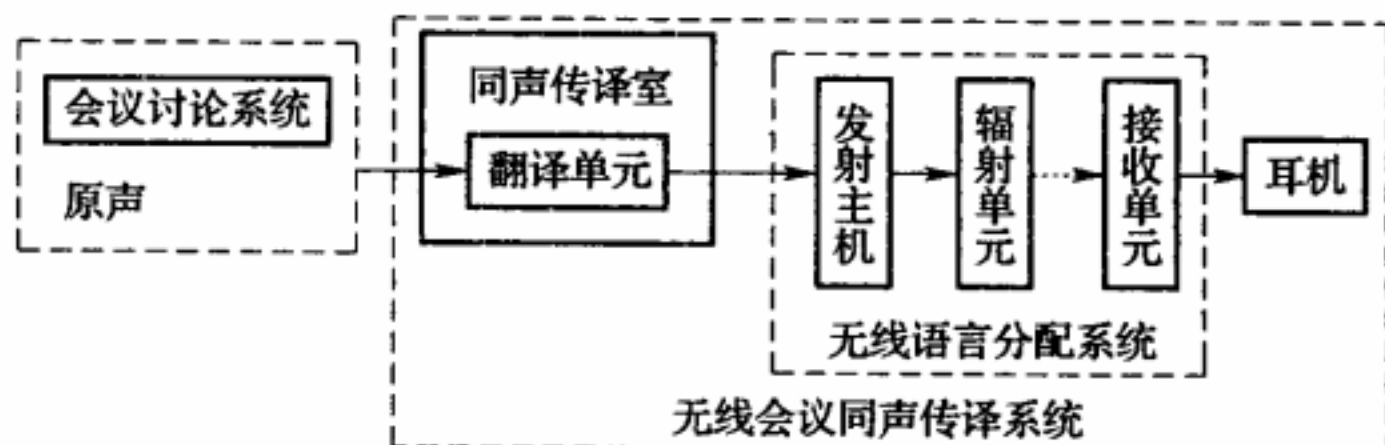 会议讨论系统
原声
同声传译室
翻译单元
发射主机
辐射单元
接收单元
耳机
无线语言分配系统
无线会议同声传译系统